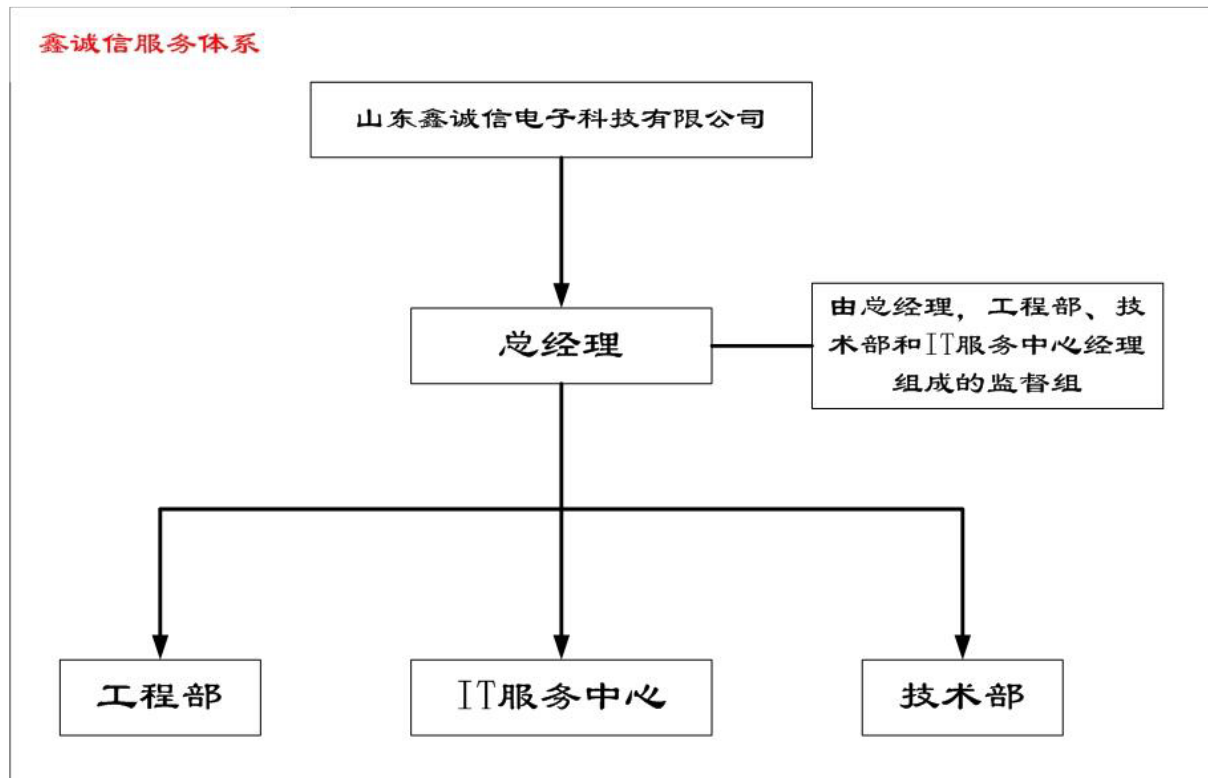 鑫诚信服务体系
山东鑫诚信电子科技有限公司
总经理
由总经理，工程部、技
术部和IT服务中心经理
组成的监督组
工程部
IT服务中心
技术部